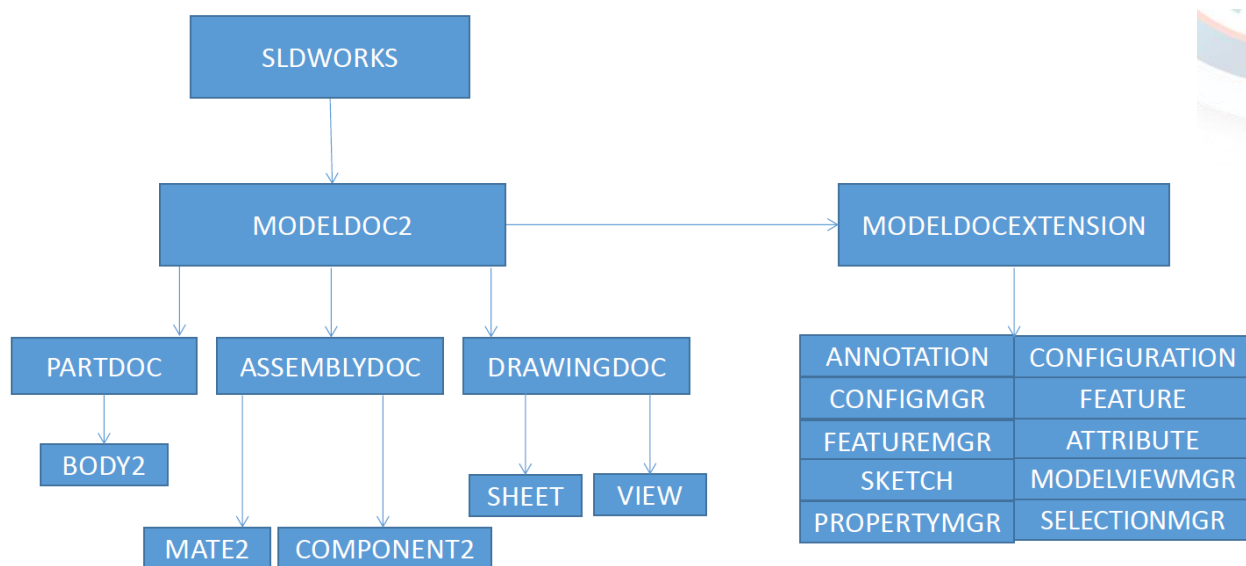 SLDWORKS
MODELDOC2
MODELDOCEXTENSION
PARTDOC
ASSEMBLYDOC
DRAWINGDOC
ANNOTATION
CONFIGURATION
CONFIGMGR
FEATURE
FEATUREMGR
ATTRIBUTE
BODY2
SKETCH
MODELVIEWMGR
SHEET
VIEW
PROPERTYMGR
SELECTIONMGR
MATE2
COMPONENT2